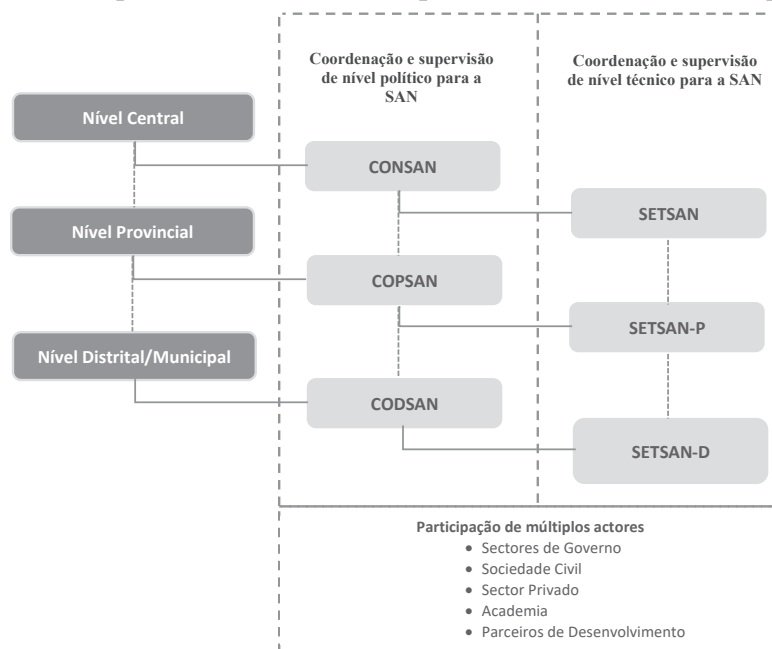 Coordenação e supervisão
de nível político para a
SAN
Coordenação e supervisão
de nível técnico para a SAN
Nível Central
CONSAN
SETSAN
Nível Provincial
COPSAN
SETSAN-P
Nível Distrital/Municipal
CODSAN
SETSAN-D
Participação de múltiplos actores
• Sectores de Governo
• Sociedade Civil
• Sector Privado
• Academia
• Parceiros de Desenvolvimento